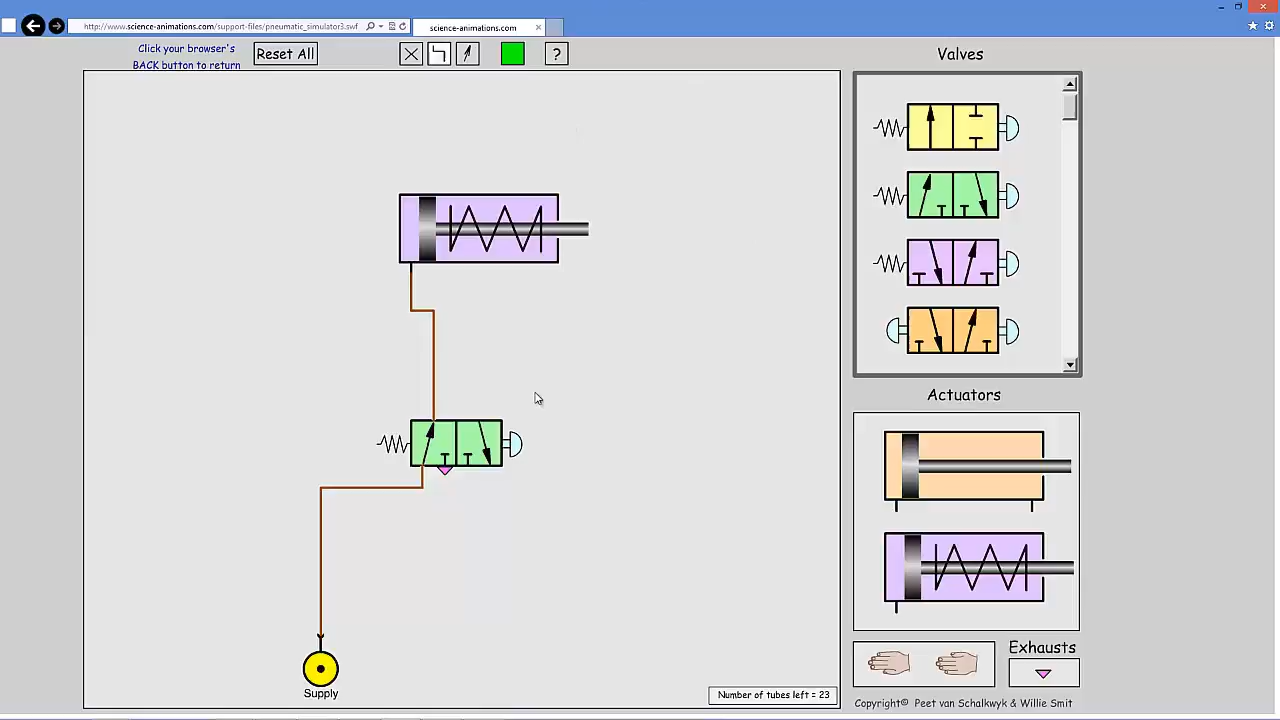 http://www.science-animations.com/support-files/pneumatic_simulator3.swf
science-animations.com
Click your browser's
BACK button to return
Reset All
?
Valves
Actuators
Exhausts
Supply
Number of tubes left = 23
Copyright© Peet van Schalkwyk & Willie Smit